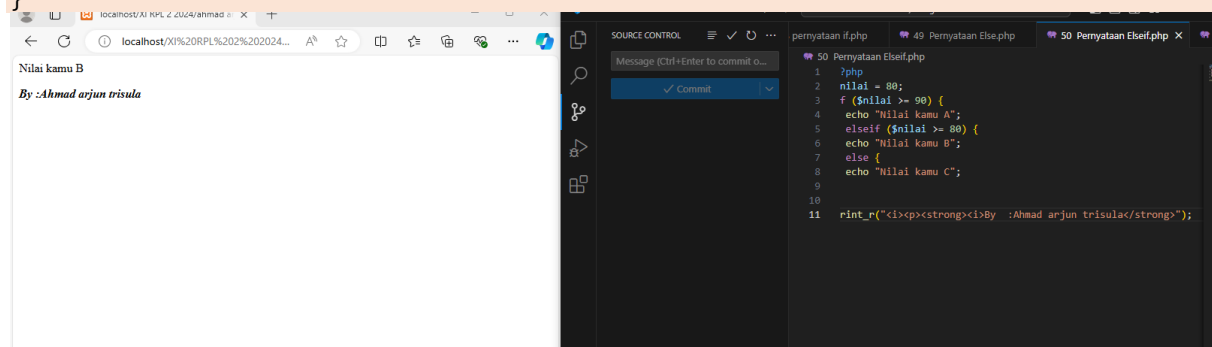 }
localhost/XI RPL 2 2024/ahmad a
localhost/XI%20RPL%202%202024...
Nilai kamu B
By :Ahmad arjun trisula
SOURCE CONTROL
Message (Ctrl+Enter to commit o...
Commit
pernyataan if.php
49 Pernyataan Else.php
50 Pernyataan Elseif.php
50 Pernyataan Elseif.php
1 ?php
2 nilai = 80;
3 f ($nilai >= 90) {
4 echo "Nilai kamu A";
5 elseif ($nilai >= 80) {
6 echo "Nilai kamu B";
7 else {
8 echo "Nilai kamu C";
9
10
11 rint_r("<i><p><strong><i>By  :Ahmad arjun trisula</strong>");